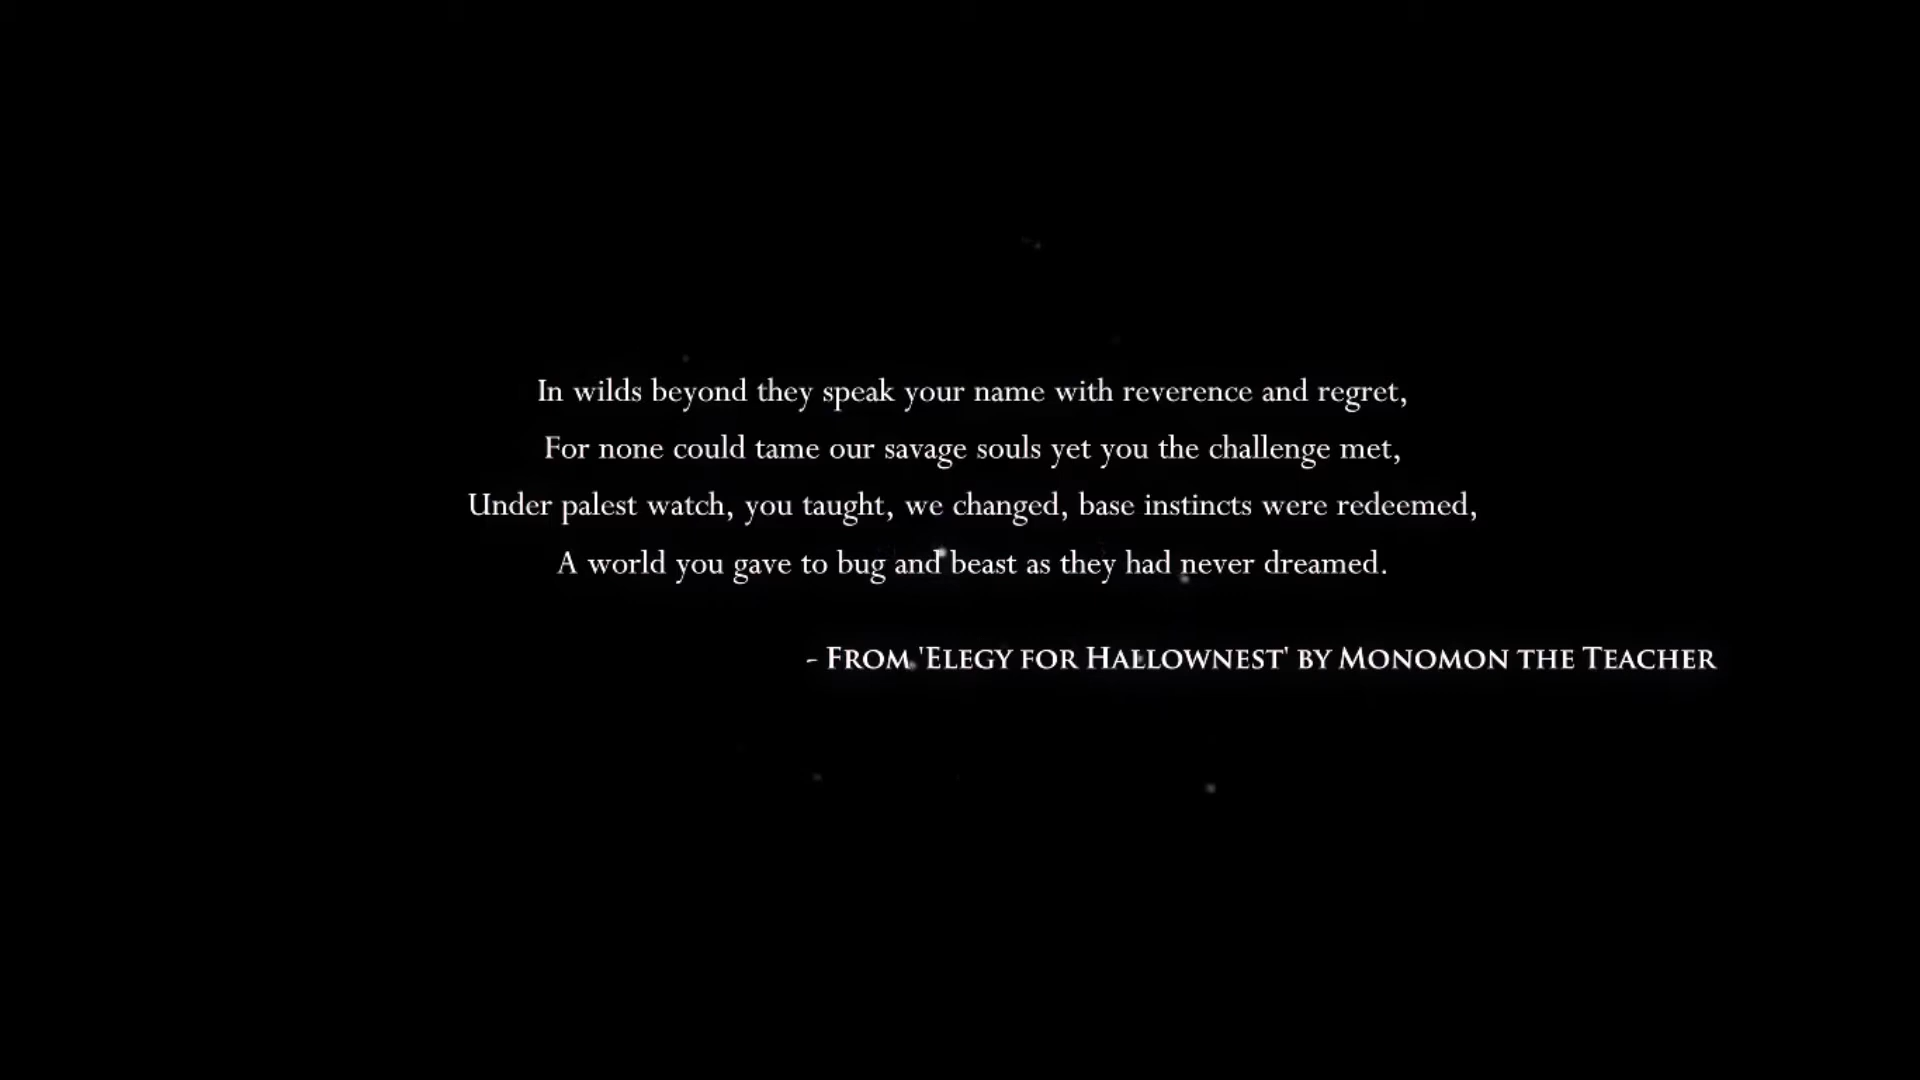 In wilds beyond they speak your name with reverence and regret,
For none could tame our savage souls yet you the challenge met,
Under palest watch, you taught, we changed, base instincts were redeemed,
A world you gave to bug and beast as they had never dreamed.
- From 'Elegy for Hallownest' by Monomon the Teacher